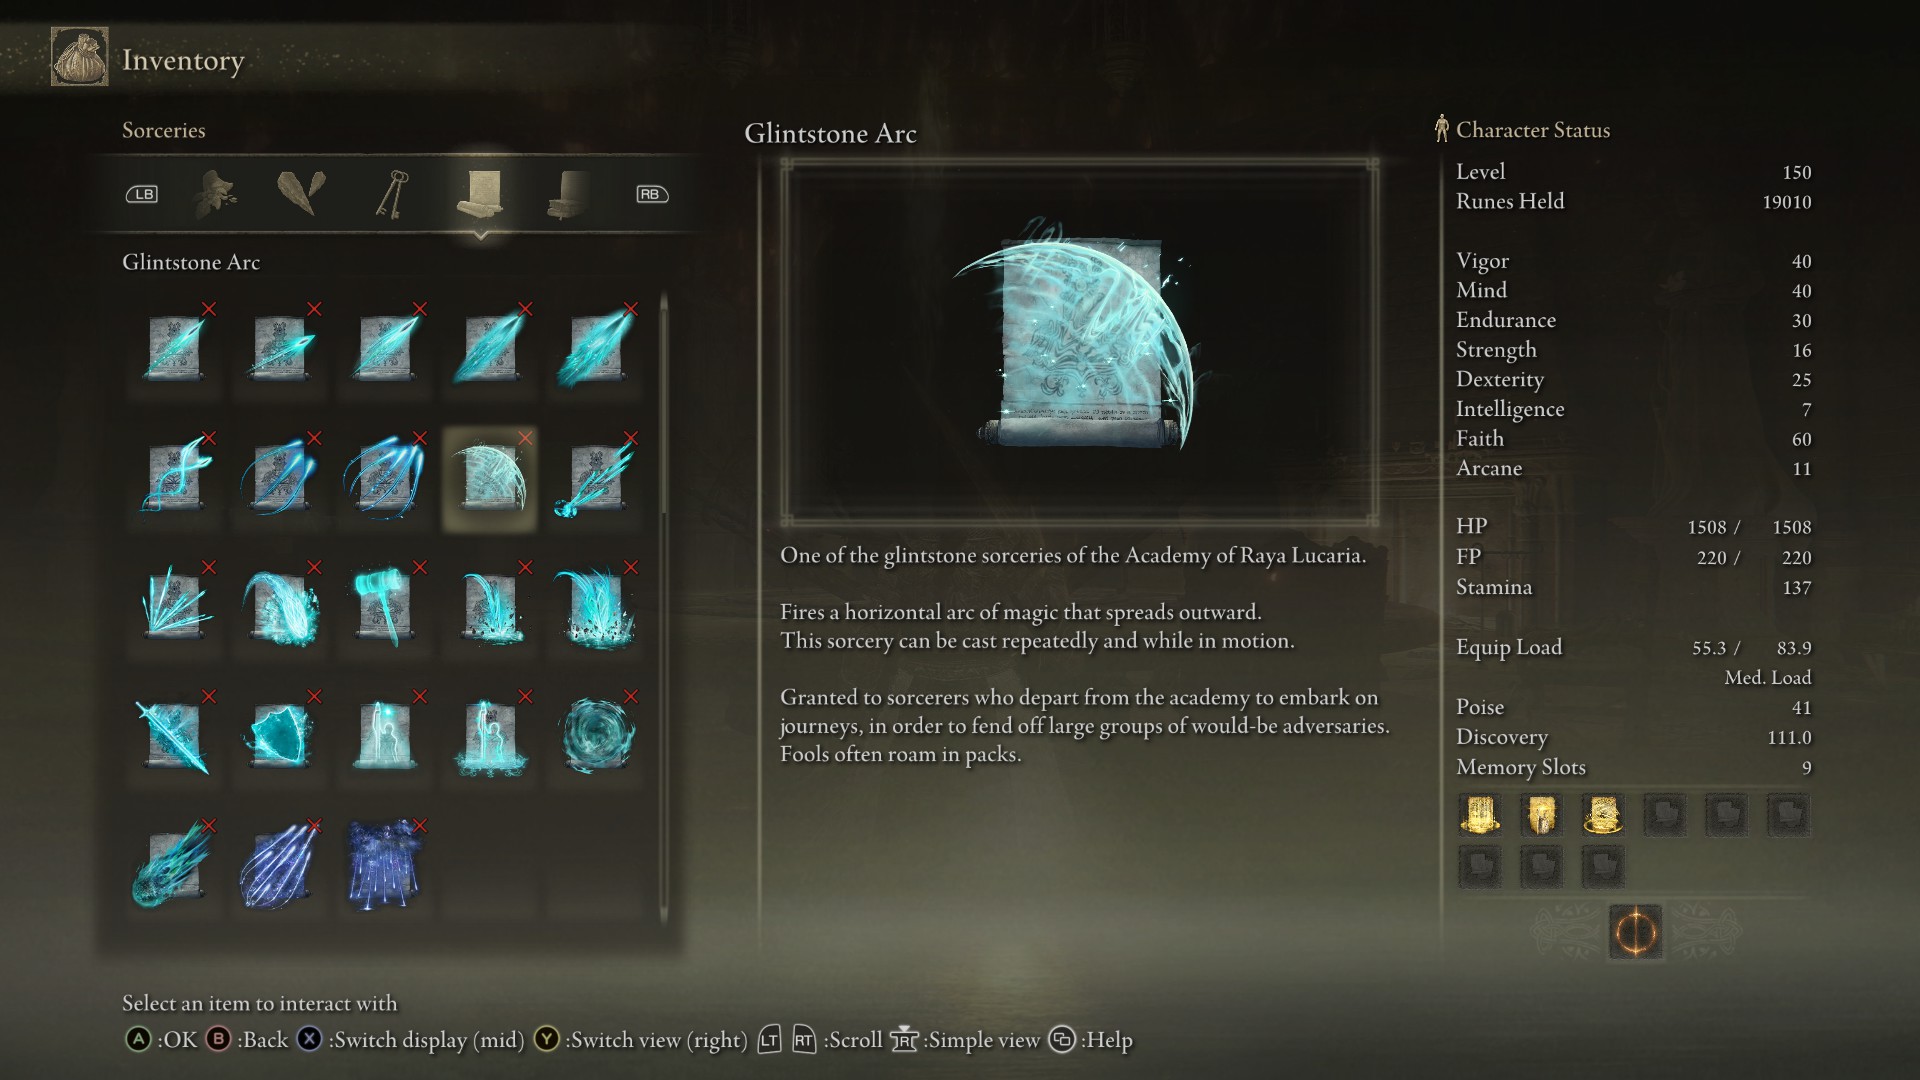 Inventory
Sorceries
LB
RB
Glintstone Arc
Glintstone Arc
One of the glintstone sorceries of the Academy of Raya Lucaria.
Fires a horizontal arc of magic that spreads outward.
This sorcery can be cast repeatedly and while in motion.
Granted to sorcerers who depart from the academy to embark on
journeys, in order to fend off large groups of would-be adversaries.
Fools often roam in packs.
Character Status
Level 150
Runes Held 19010
Vigor 40
Mind 40
Endurance 30
Strength 16
Dexterity 25
Intelligence 7
Faith 60
Arcane 11
HP 1508 / 1508
FP 220 / 220
Stamina 137
Equip Load 55.3 / 83.9
Med. Load
Poise 41
Discovery 111.0
Memory Slots 9
Select an item to interact with
A :OK B :Back X :Switch display (mid) Y :Switch view (right) LT RT :Scroll R :Simple view :Help